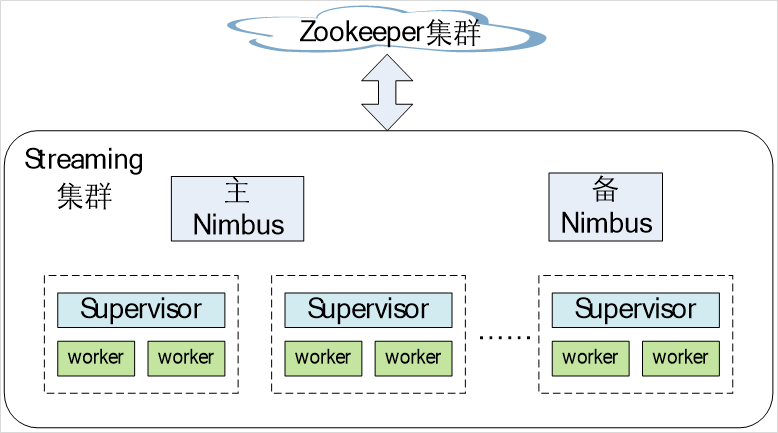 Zookeeper集群
Streaming
集群
主
Nimbus
备
Nimbus
Supervisor
Supervisor
Supervisor
worker worker
worker worker
……
worker worker